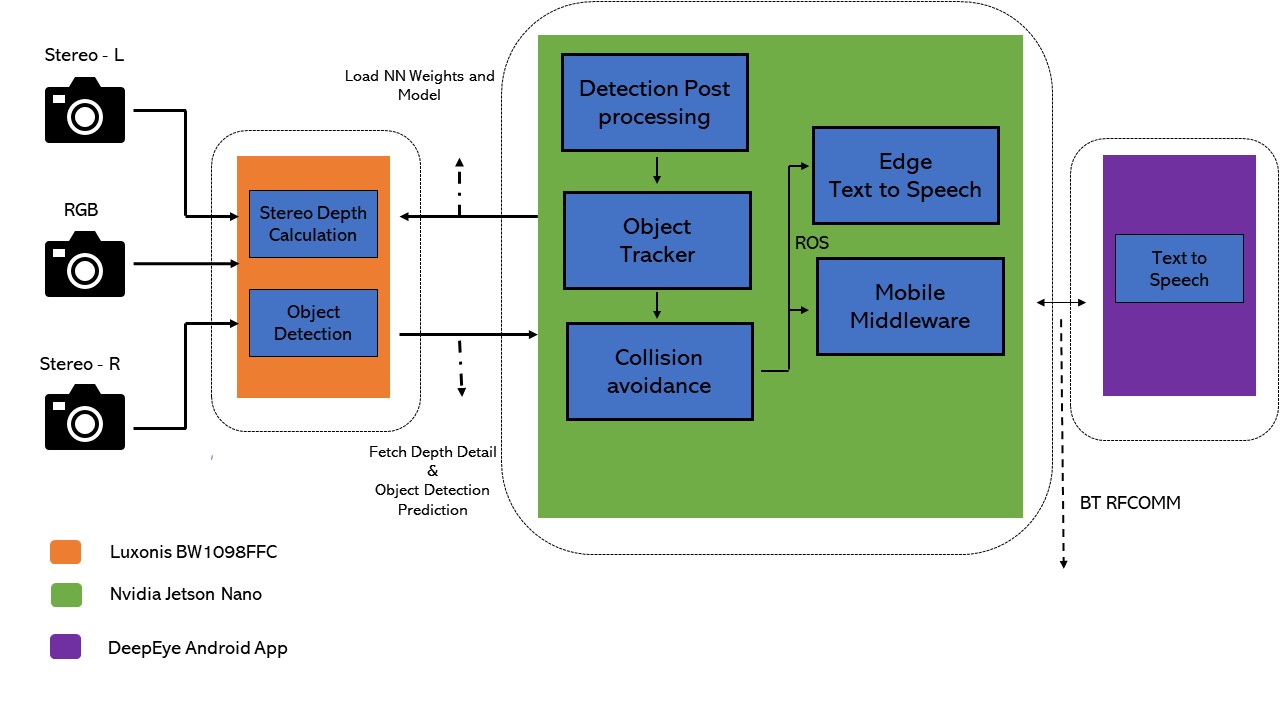 Stereo - L
RGB
Stereo - R
Stereo Depth
Calculation
Object
Detection
Load NN Weights and
Model
Fetch Depth Detail
&
Object Detection
Prediction
Detection Post
processing
Object
Tracker
Collision
avoidance
ROS
Edge
Text to Speech
Mobile
Middleware
Text to
Speech
BT RFCOMM
Luxonis BW1098FFC
Nvidia Jetson Nano
DeepEye Android App